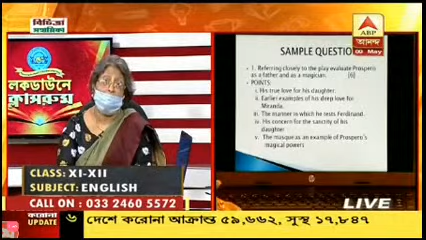 বিচিত্রা
সহায়িকা
লকডাউনে
ক্লাসরুম
ABP
আনন্দ
09 May
SAMPLE QUESTIO
1. Referring closely to the play evaluate Prospero
as a father and as a magician. [6]
POINTS:
i. His true love for his daughter.
ii. Earlier examples of his deep love for
Miranda.
iii. The manner in which he tests Ferdinand.
iv. His concern for the sanctity of his
daughter
v. The masque as an example of Prospero's
magical powers
CLASS: XI-XII
SUBJECT: ENGLISH
CALL ON : 033 2460 5572
LIVE
করোনা
UPDATE
দেশে করোনা আক্রান্ত ৫৯,৬৬২, সুস্থ ১৭,৮৪৭